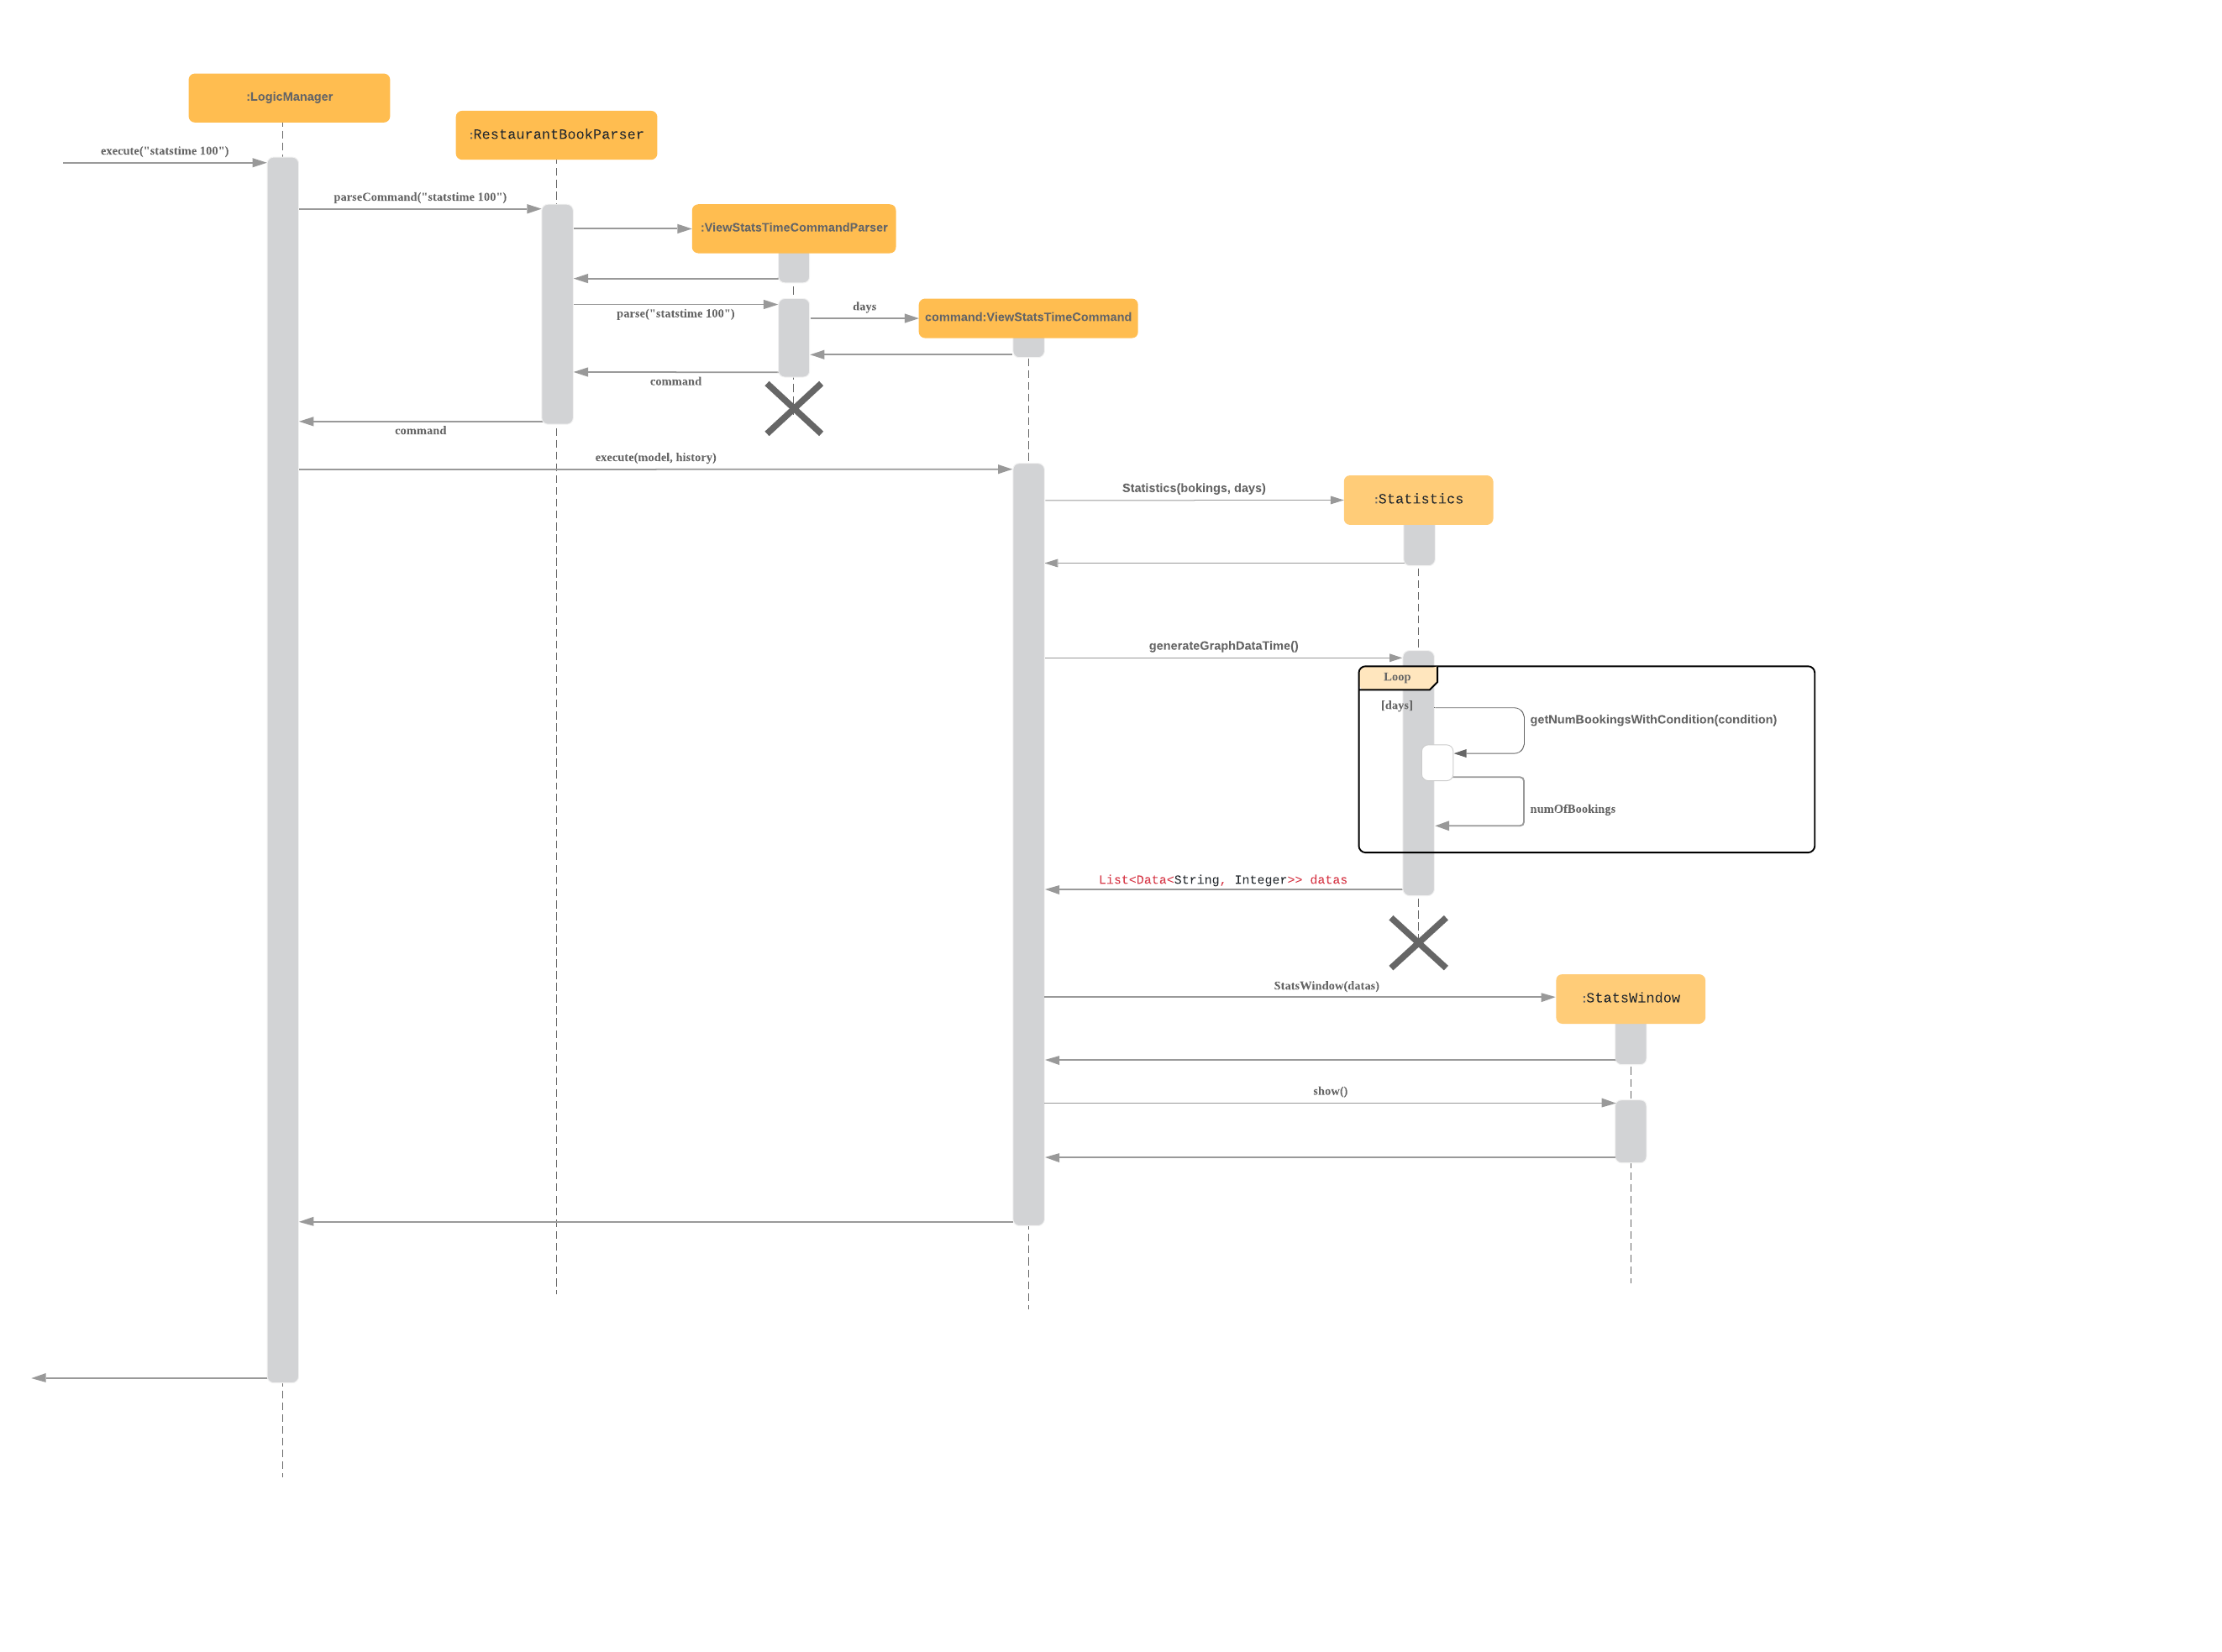 :LogicManager
:RestaurantBookParser
execute("statstime 100")
parseCommand("statstime 100")
:ViewStatsTimeCommandParser
days
parse("statstime 100")
command:ViewStatsTimeCommand
command
command
execute(model, history)
Statistics(bokings, days)
:Statistics
generateGraphDataTime()
Loop
[days]
getNumBookingsWithCondition(condition)
numOfBookings
List<Data<String, Integer>> datas
StatsWindow(datas)
:StatsWindow
show()